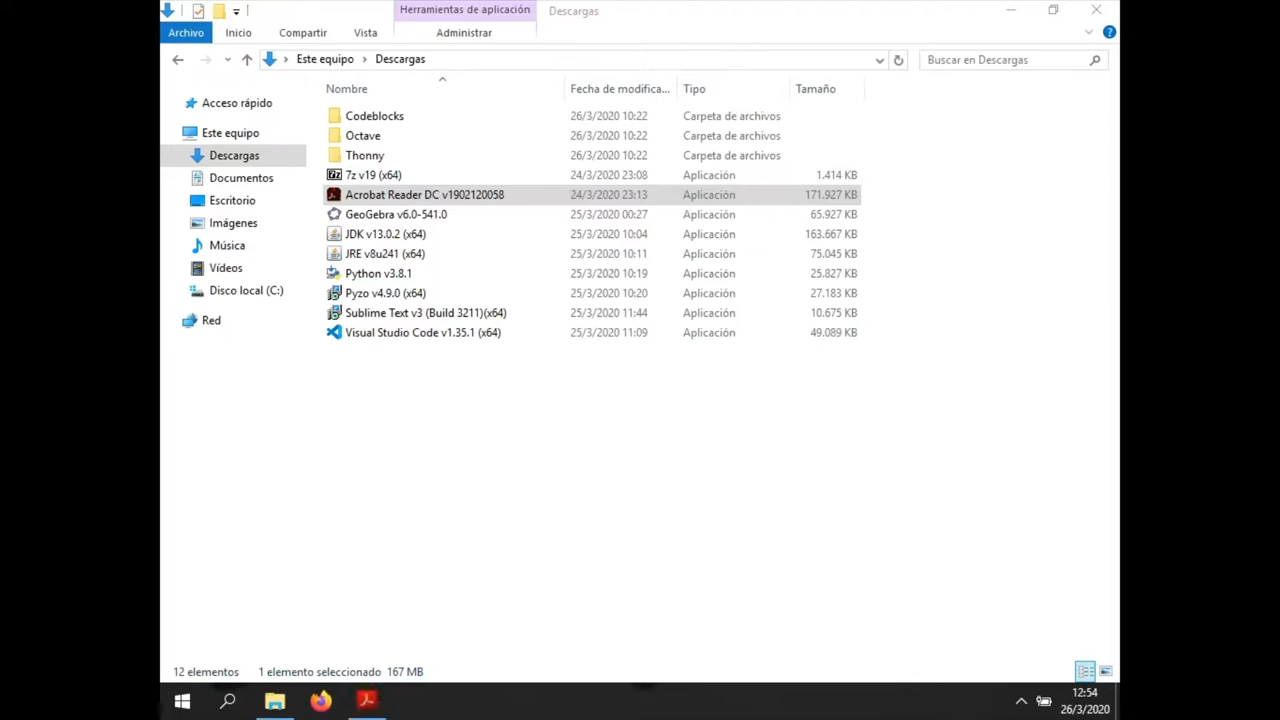 Herramientas de aplicación Descargas
Archivo Inicio Compartir Vista Administrar
Este equipo Descargas Buscar en Descargas
Nombre Fecha de modifica... Tipo Tamaño
Acceso rápido
Este equipo
Descargas
Documentos
Escritorio
Imágenes
Música
Vídeos
Disco local (C:)
Red
Codeblocks 26/3/2020 10:22 Carpeta de archivos
Octave 26/3/2020 10:22 Carpeta de archivos
Thonny 26/3/2020 10:22 Carpeta de archivos
7z v19 (x64) 24/3/2020 23:08 Aplicación 1.414 KB
Acrobat Reader DC v1902120058 24/3/2020 23:13 Aplicación 171.927 KB
GeoGebra v6.0-541.0 25/3/2020 00:27 Aplicación 65.927 KB
JDK v13.0.2 (x64) 25/3/2020 10:04 Aplicación 163.667 KB
JRE v8u241 (x64) 25/3/2020 10:11 Aplicación 75.045 KB
Python v3.8.1 25/3/2020 10:19 Aplicación 25.827 KB
Pyzo v4.9.0 (x64) 25/3/2020 10:20 Aplicación 27.183 KB
Sublime Text v3 (Build 3211)(x64) 25/3/2020 11:44 Aplicación 10.675 KB
Visual Studio Code v1.35.1 (x64) 25/3/2020 11:09 Aplicación 49.089 KB
12 elementos 1 elemento seleccionado 167 MB
12:54
26/3/2020